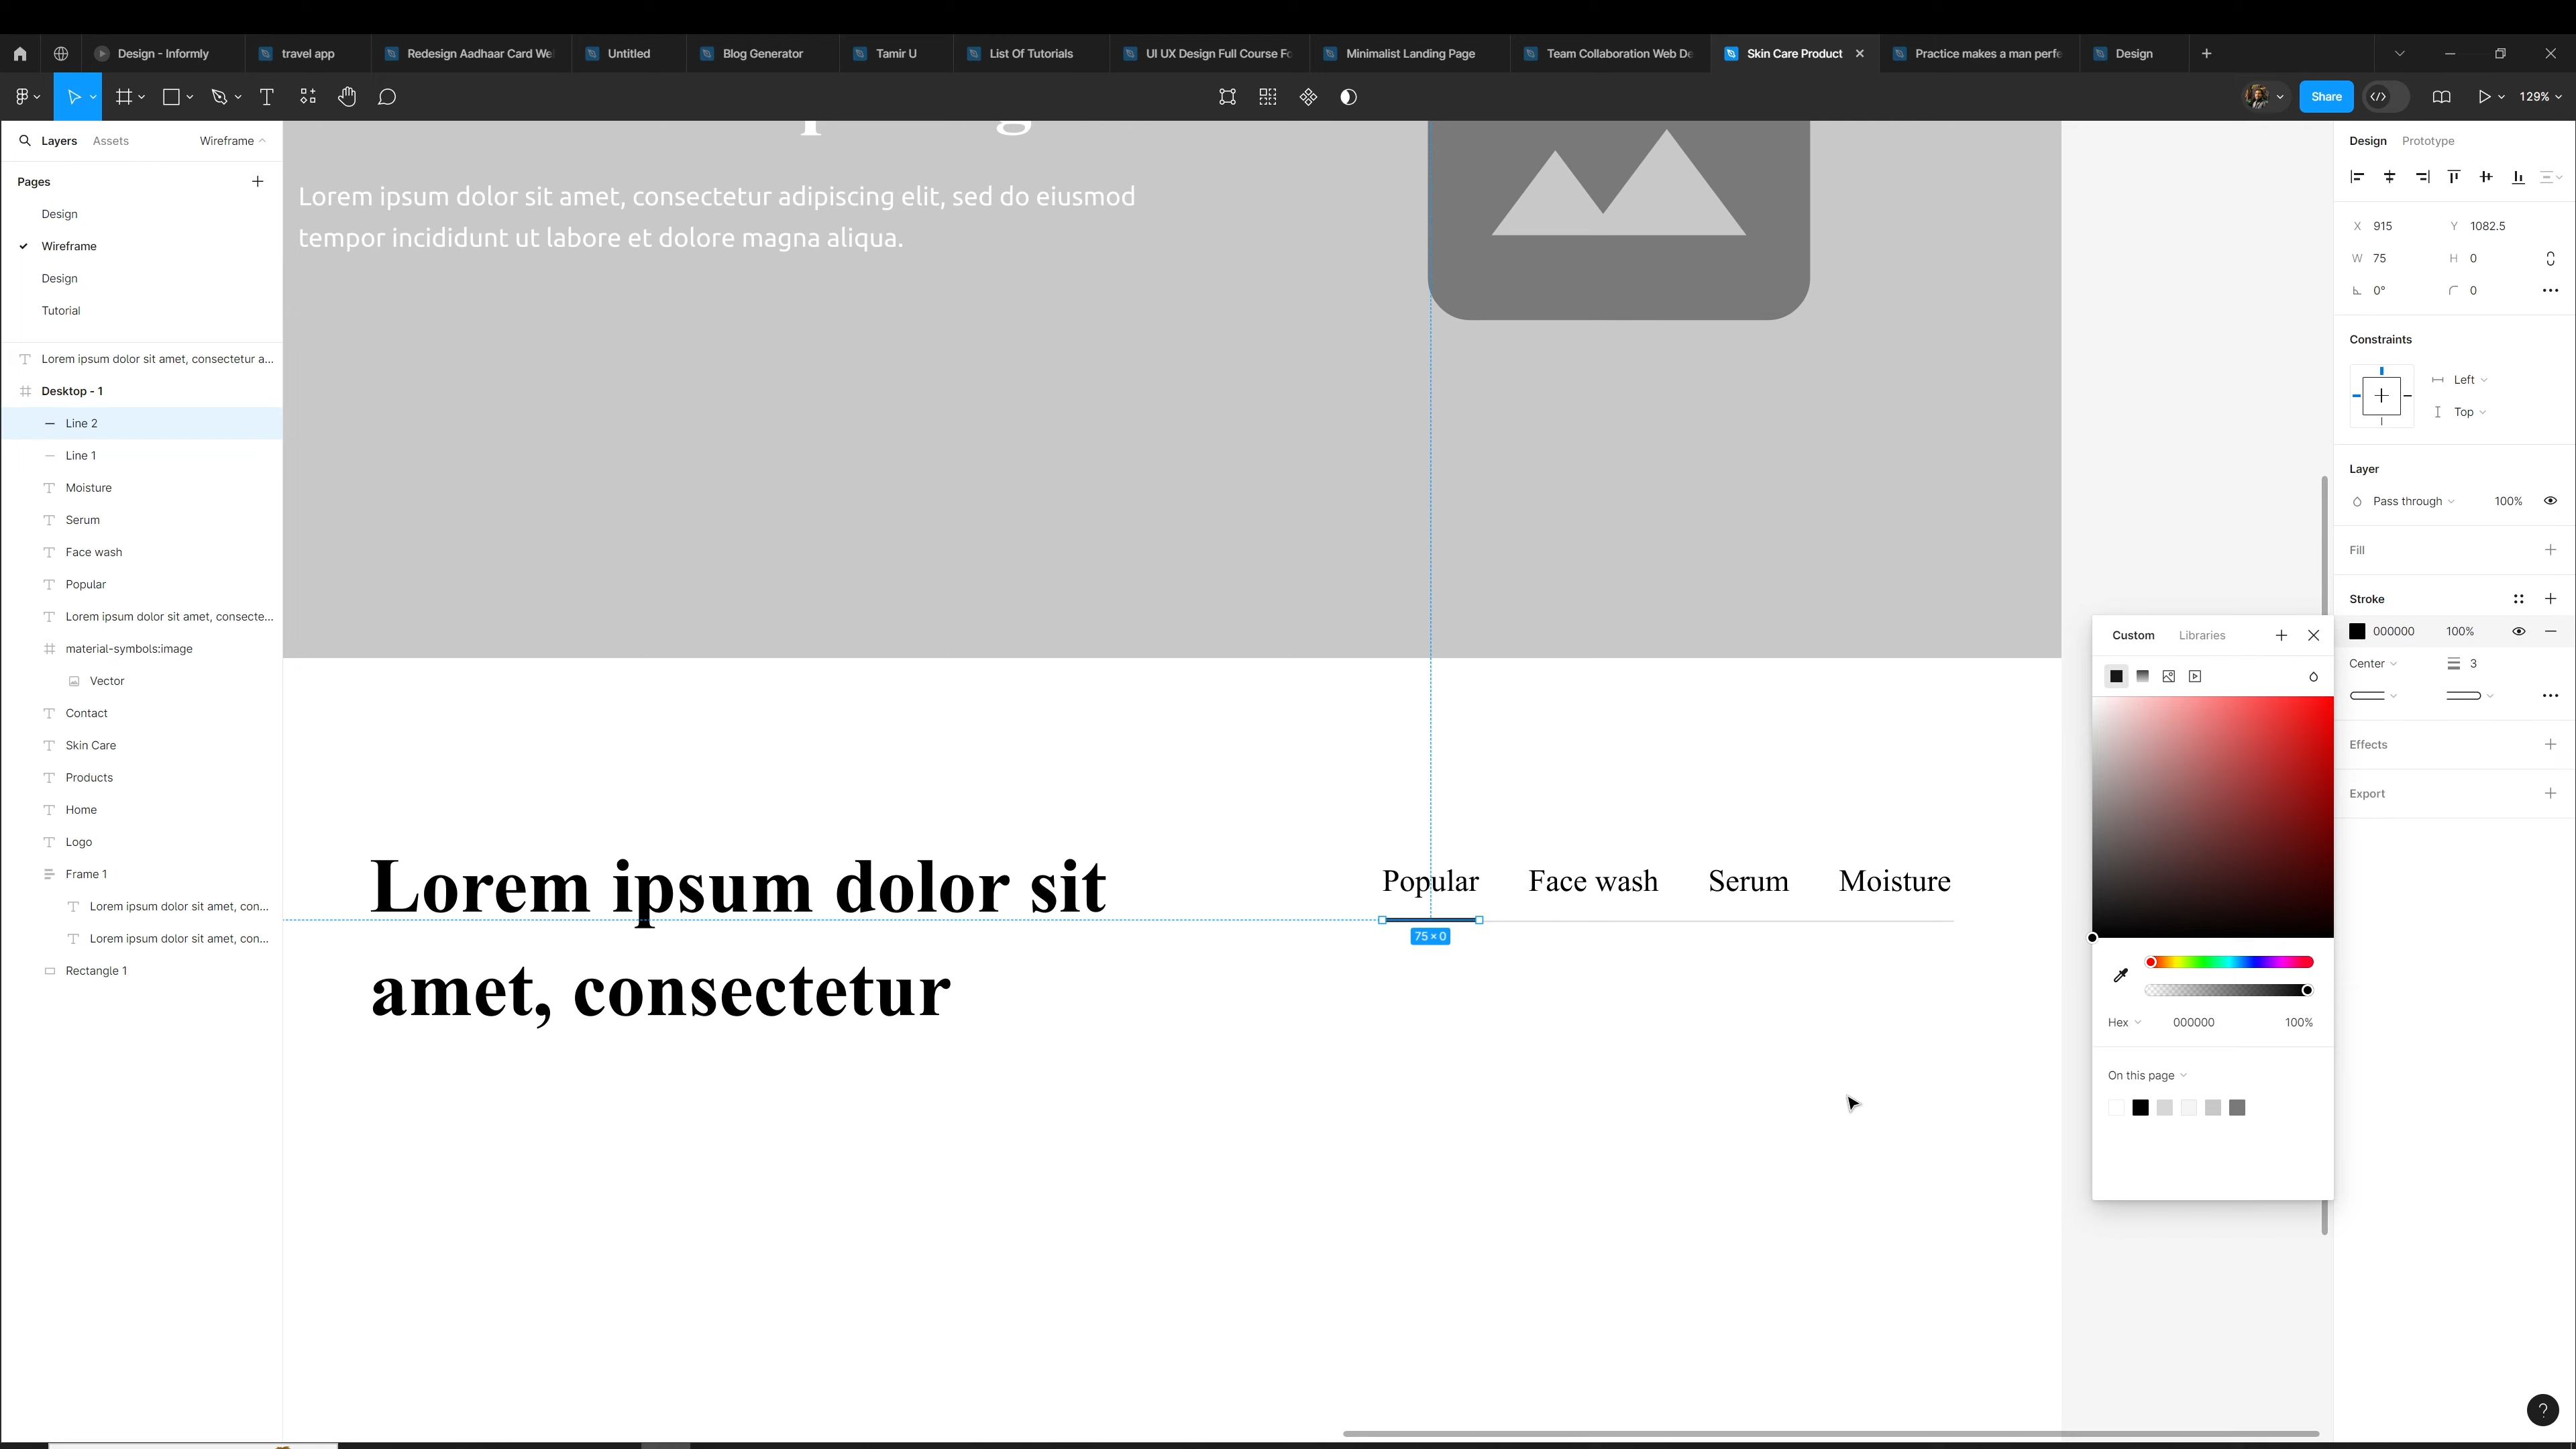 Design - Informly
travel app
Redesign Aadhaar Card We
Untitled
Blog Generator
Tamir U
List Of Tutorials
UI UX Design Full Course Fo
Minimalist Landing Page
Team Collaboration Web De
Skin Care Product
Practice makes a man perfe
Design
Share
129%
Layers
Assets
Wireframe
Pages
Design
Wireframe
Design
Tutorial
Lorem ipsum dolor sit amet, consectetur a...
Desktop - 1
Line 2
Line 1
Moisture
Serum
Face wash
Popular
Lorem ipsum dolor sit amet, consecte...
material-symbols:image
Vector
Contact
Skin Care
Products
Home
Logo
Frame 1
Lorem ipsum dolor sit amet, con...
Lorem ipsum dolor sit amet, con...
Rectangle 1
Lorem ipsum dolor sit amet, consectetur adipiscing elit, sed do eiusmod
tempor incididunt ut labore et dolore magna aliqua.
Lorem ipsum dolor sit
amet, consectetur
Popular
Face wash
Serum
Moisture
75 × 0
Custom
Libraries
Hex
000000
100%
On this page
Design
Prototype
X 915
Y 1082.5
W 75
H 0
0°
0
Constraints
Left
Top
Layer
Pass through
100%
Fill
Stroke
000000
100%
Center
3
Effects
Export
?